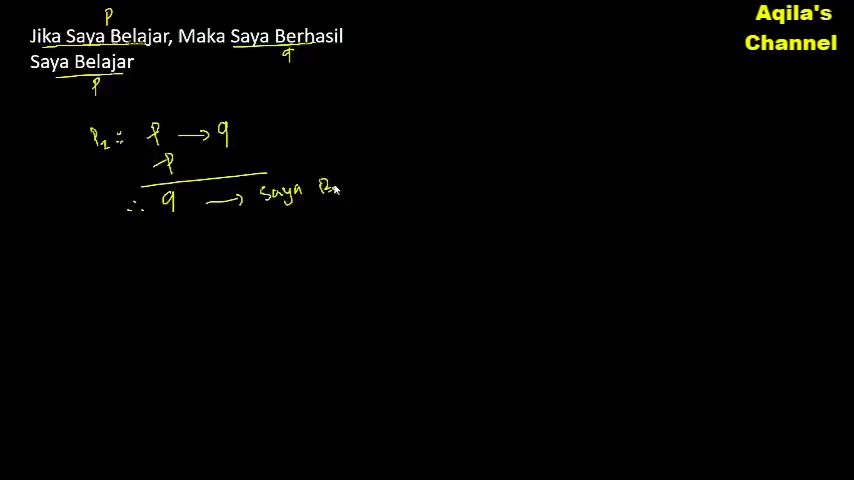 p
Jika Saya Belajar, Maka Saya Berhasil
q
Saya Belajar
p
P1 : p → q
p
∴ q → Saya B
Aqila's
Channel